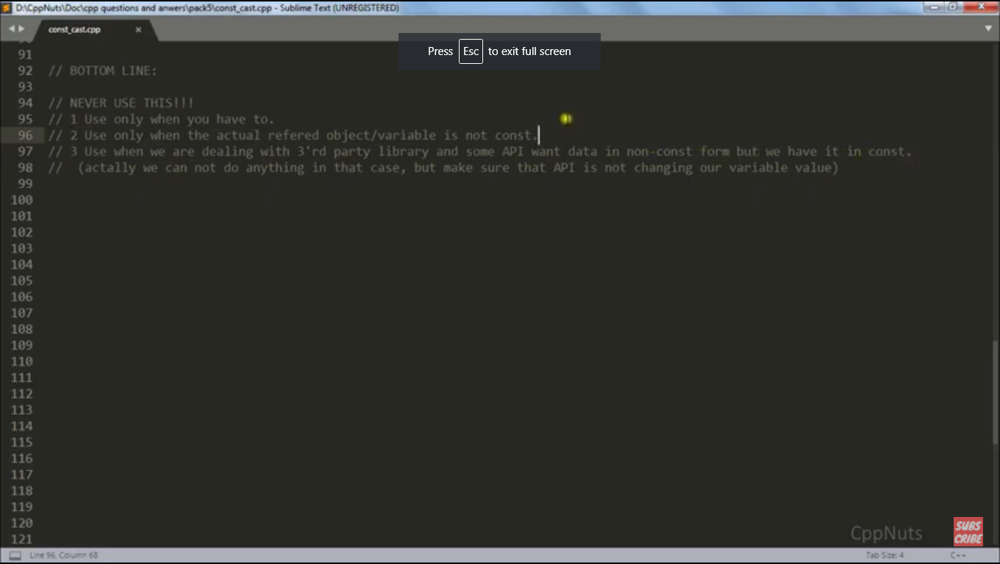 D:\CppNuts\Doc\cpp questions and anwers\pack5\const_cast.cpp - Sublime Text (UNREGISTERED)
const_cast.cpp
Press Esc to exit full screen
91
92 // BOTTOM LINE:
93
94 // NEVER USE THIS!!!
95 // 1 Use only when you have to.
96 // 2 Use only when the actual refered object/variable is not const.
97 // 3 Use when we are dealing with 3'rd party library and some API want data in non-const form but we have it in const.
98 //  (actally we can not do anything in that case, but make sure that API is not changing our variable value)
99
100
101
102
103
104
105
106
107
108
109
110
111
112
113
114
115
116
117
118
119
120
121
CppNuts
SUBS
CRIBE
Line 96, Column 68
Tab Size: 4
C++